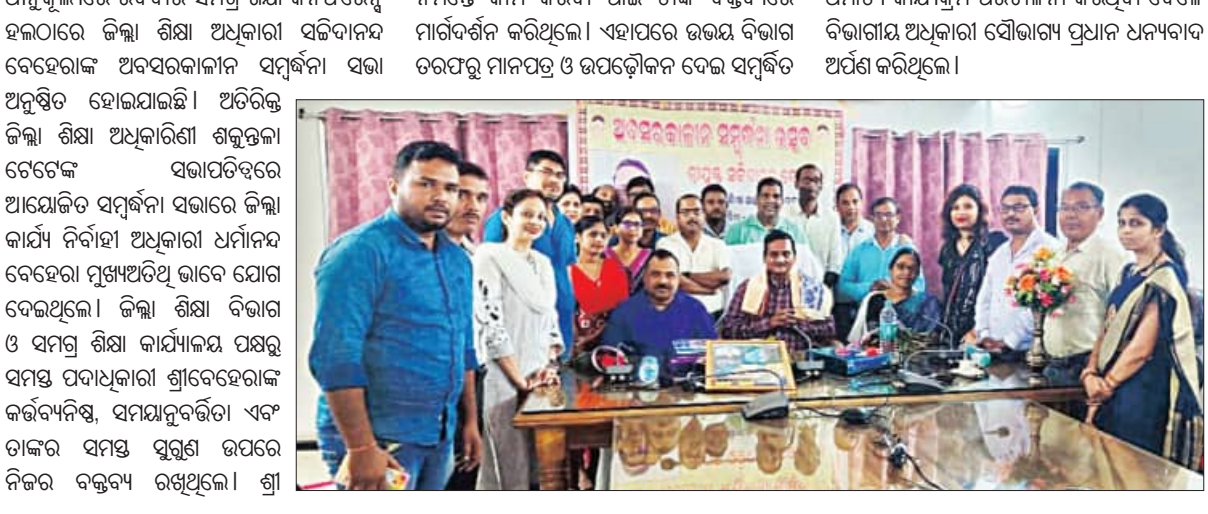 ହଲଠାରେ ଜିଲ୍ଲା ଶିକ୍ଷା ଅଧିକାରୀ ସଚ୍ଚିଦାନନ୍ଦ
ବେହେରାଙ୍କ ଅବସରକାଳୀନ ସମ୍ବର୍ଦ୍ଧନା ସଭା
ଅନୁଷ୍ଠିତ ହୋଇଯାଇଛି। ଅତିରିକ୍ତ
ଜିଲ୍ଲା ଶିକ୍ଷା ଅଧିକାରିଣୀ ଶକୁନ୍ତଳା
ଟେଟେଙ୍କ ସଭାପତିତ୍ୱରେ
ଆୟୋଜିତ ସମ୍ବର୍ଦ୍ଧନା ସଭାରେ ଜିଲ୍ଲା
କାର୍ଯ୍ୟ ନିର୍ବାହୀ ଅଧିକାରୀ ଧର୍ମାନନ୍ଦ
ବେହେରା ମୁଖ୍ୟଅତିଥି ଭାବେ ଯୋଗ
ଦେଇଥିଲେ। ଜିଲ୍ଲା ଶିକ୍ଷା ବିଭାଗ
ଓ ସମଗ୍ର ଶିକ୍ଷା କାର୍ଯ୍ୟାଳୟ ପକ୍ଷରୁ
ସମସ୍ତ ପଦାଧିକାରୀ ଶ୍ରୀବେହେରାଙ୍କ
କର୍ତ୍ତବ୍ୟନିଷ୍ଠ, ସମୟାନୁବର୍ତ୍ତିତା ଏବଂ
ତାଙ୍କର ସମସ୍ତ ସୁଗୁଣ ଉପରେ
ନିଜର ବକ୍ତବ୍ୟ ରଖିଥିଲେ। ଶ୍ରୀ
ମାର୍ଗଦର୍ଶନ କରିଥିଲେ। ଏହାପରେ ଉଭୟ ବିଭାଗ
ତରଫରୁ ମାନପତ୍ର ଓ ଉପଢୌକନ ଦେଇ ସମ୍ବର୍ଦ୍ଧିତ
ବିଭାଗୀୟ ଅଧିକାରୀ ସୌଭାଗ୍ୟ ପ୍ରଧାନ ଧନ୍ୟବାଦ
ଅର୍ପଣ କରିଥିଲେ।
ଅବସରକାଳୀନ ସମ୍ବର୍ଦ୍ଧନା ଉତ୍ସବ